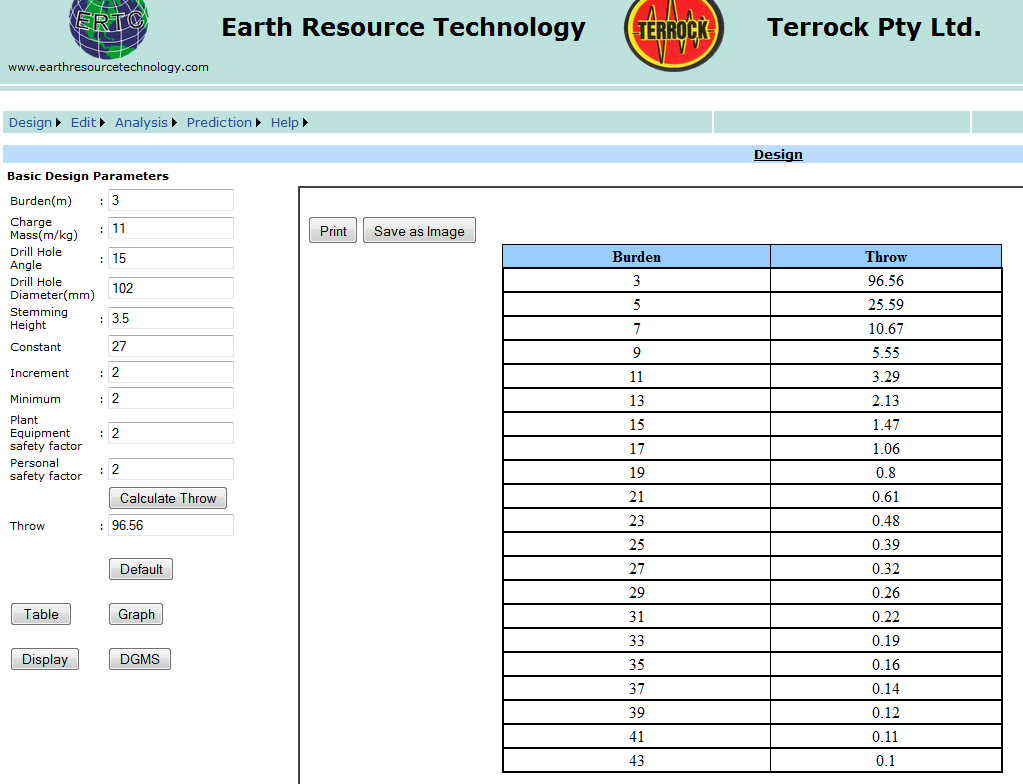 ERTC
Earth Resource Technology
TERROCK
Terrock Pty Ltd.
www.earthresourcetechnology.com
Design Edit Analysis Prediction Help
Design
Basic Design Parameters
Burden(m) : 3
Charge
Mass(m/kg) : 11
Drill Hole
Angle : 15
Drill Hole
Diameter(mm) 102
Stemming
Height : 3.5
Constant 27
Increment : 2
Minimum : 2
Plant
Equipment
safety factor : 2
Personal
safety factor : 2
Calculate Throw
Throw : 96.56
Default
Table Graph
Display DGMS
Print Save as Image
Burden Throw
3 96.56
5 25.59
7 10.67
9 5.55
11 3.29
13 2.13
15 1.47
17 1.06
19 0.8
21 0.61
23 0.48
25 0.39
27 0.32
29 0.26
31 0.22
33 0.19
35 0.16
37 0.14
39 0.12
41 0.11
43 0.1